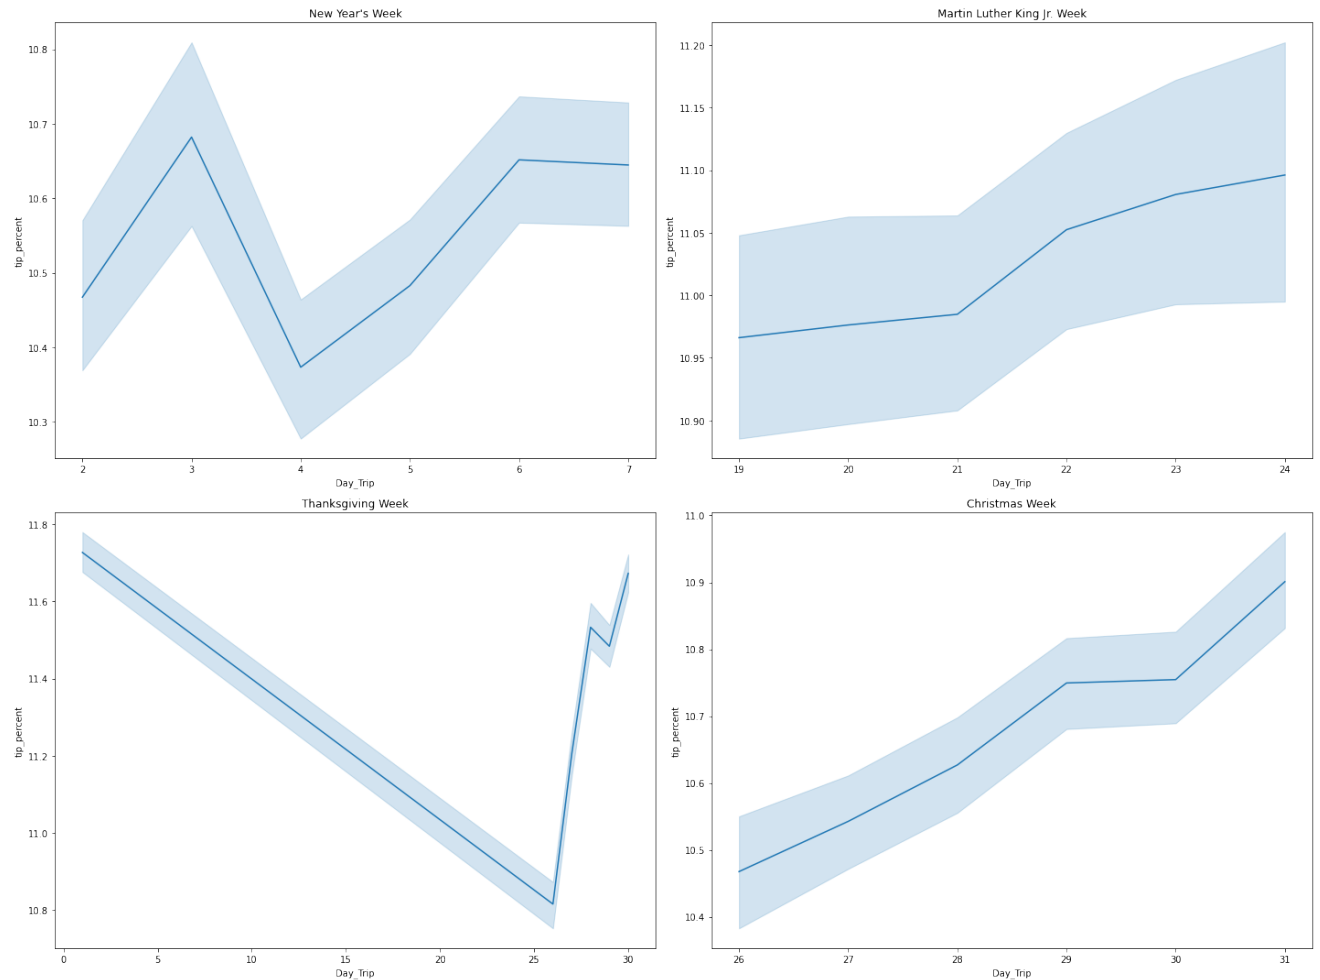 New Year's Week
10.8
10.7
10.6
10.5
10.4
10.3
tip_percent
2 3 4 5 6 7
Day_Trip
Martin Luther King Jr. Week
11.20
11.15
11.10
11.05
11.00
10.95
10.90
tip_percent
19 20 21 22 23 24
Day_Trip
Thanksgiving Week
11.8
11.6
11.4
11.2
11.0
10.8
tip_percent
0 5 10 15 20 25 30
Day_Trip
Christmas Week
11.0
10.9
10.8
10.7
10.6
10.5
10.4
tip_percent
26 27 28 29 30 31
Day_Trip